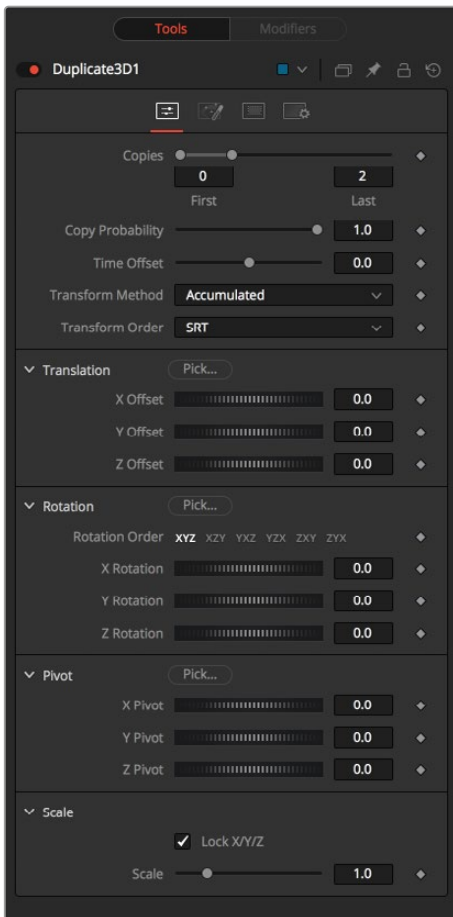 Tools Modifiers
Duplicate3D1
Copies
0 2
First Last
Copy Probability 1.0
Time Offset 0.0
Transform Method Accumulated
Transform Order SRT
Translation Pick...
X Offset 0.0
Y Offset 0.0
Z Offset 0.0
Rotation Pick...
Rotation Order XYZ XZY YXZ YZX ZXY ZYX
X Rotation 0.0
Y Rotation 0.0
Z Rotation 0.0
Pivot Pick...
X Pivot 0.0
Y Pivot 0.0
Z Pivot 0.0
Scale
Lock X/Y/Z
Scale 1.0